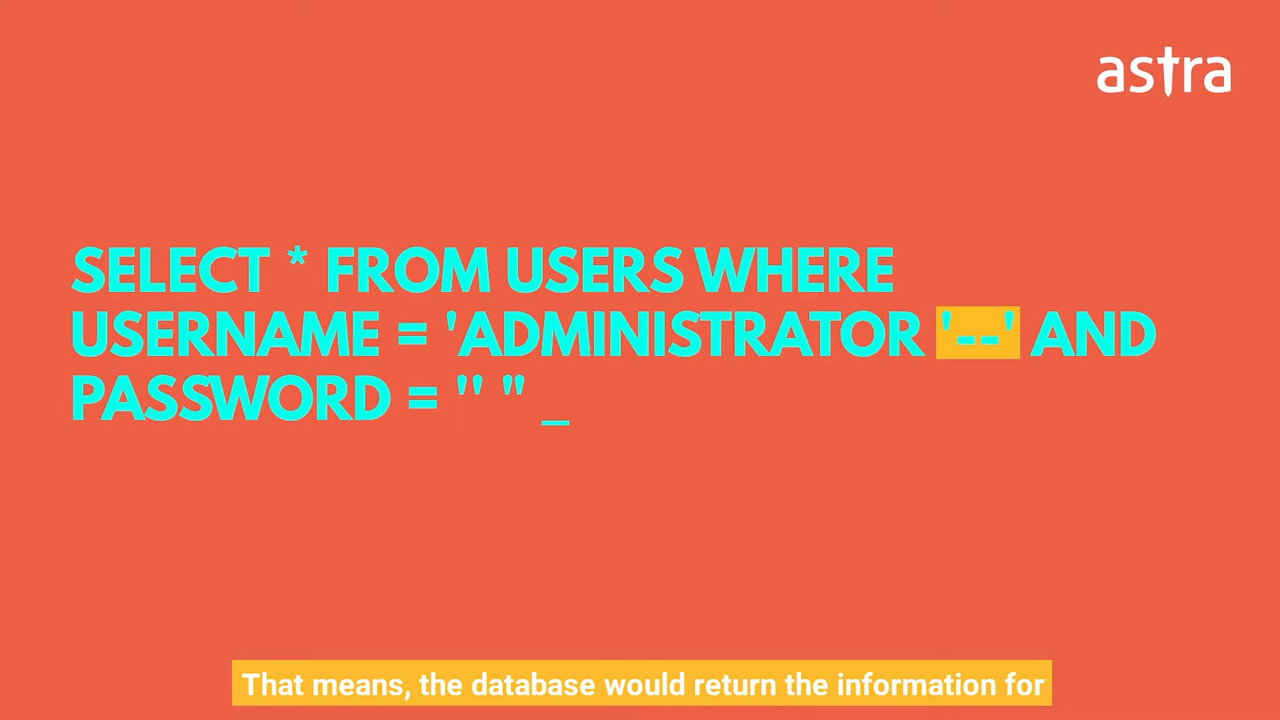 astra
SELECT * FROM USERS WHERE
USERNAME = 'ADMINISTRATOR '--' AND
PASSWORD = '' " _
That means, the database would return the information for